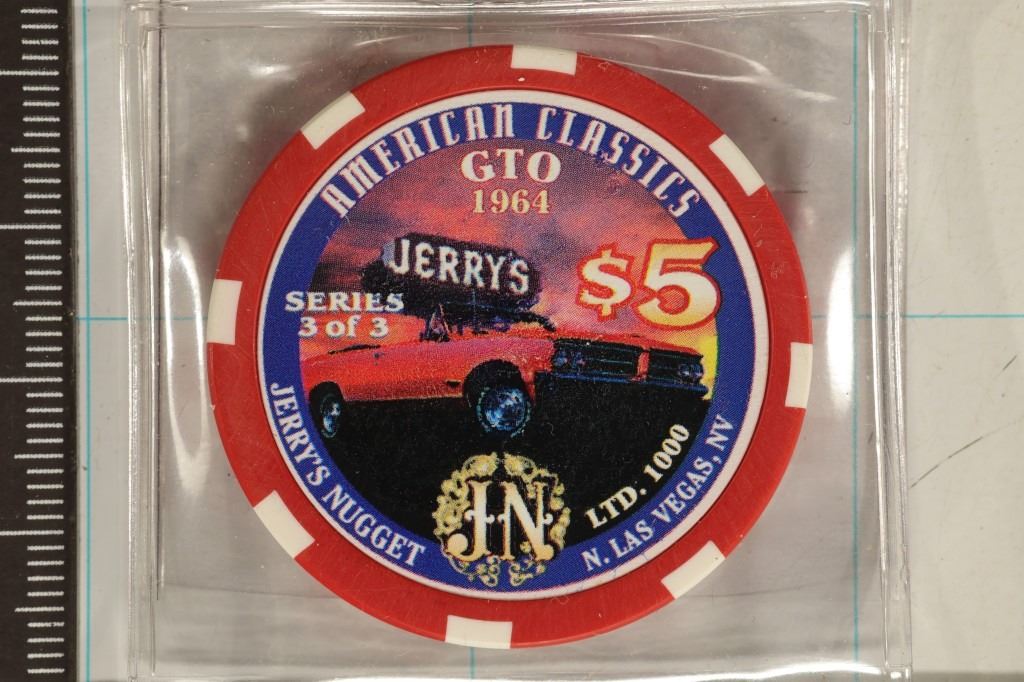 AMERICAN CLASSICS
GTO
1964
JERRY'S
$5
SERIES
3 of 3
JERRY'S NUGGET
JN
LTD. 1000
N. LAS VEGAS, NV